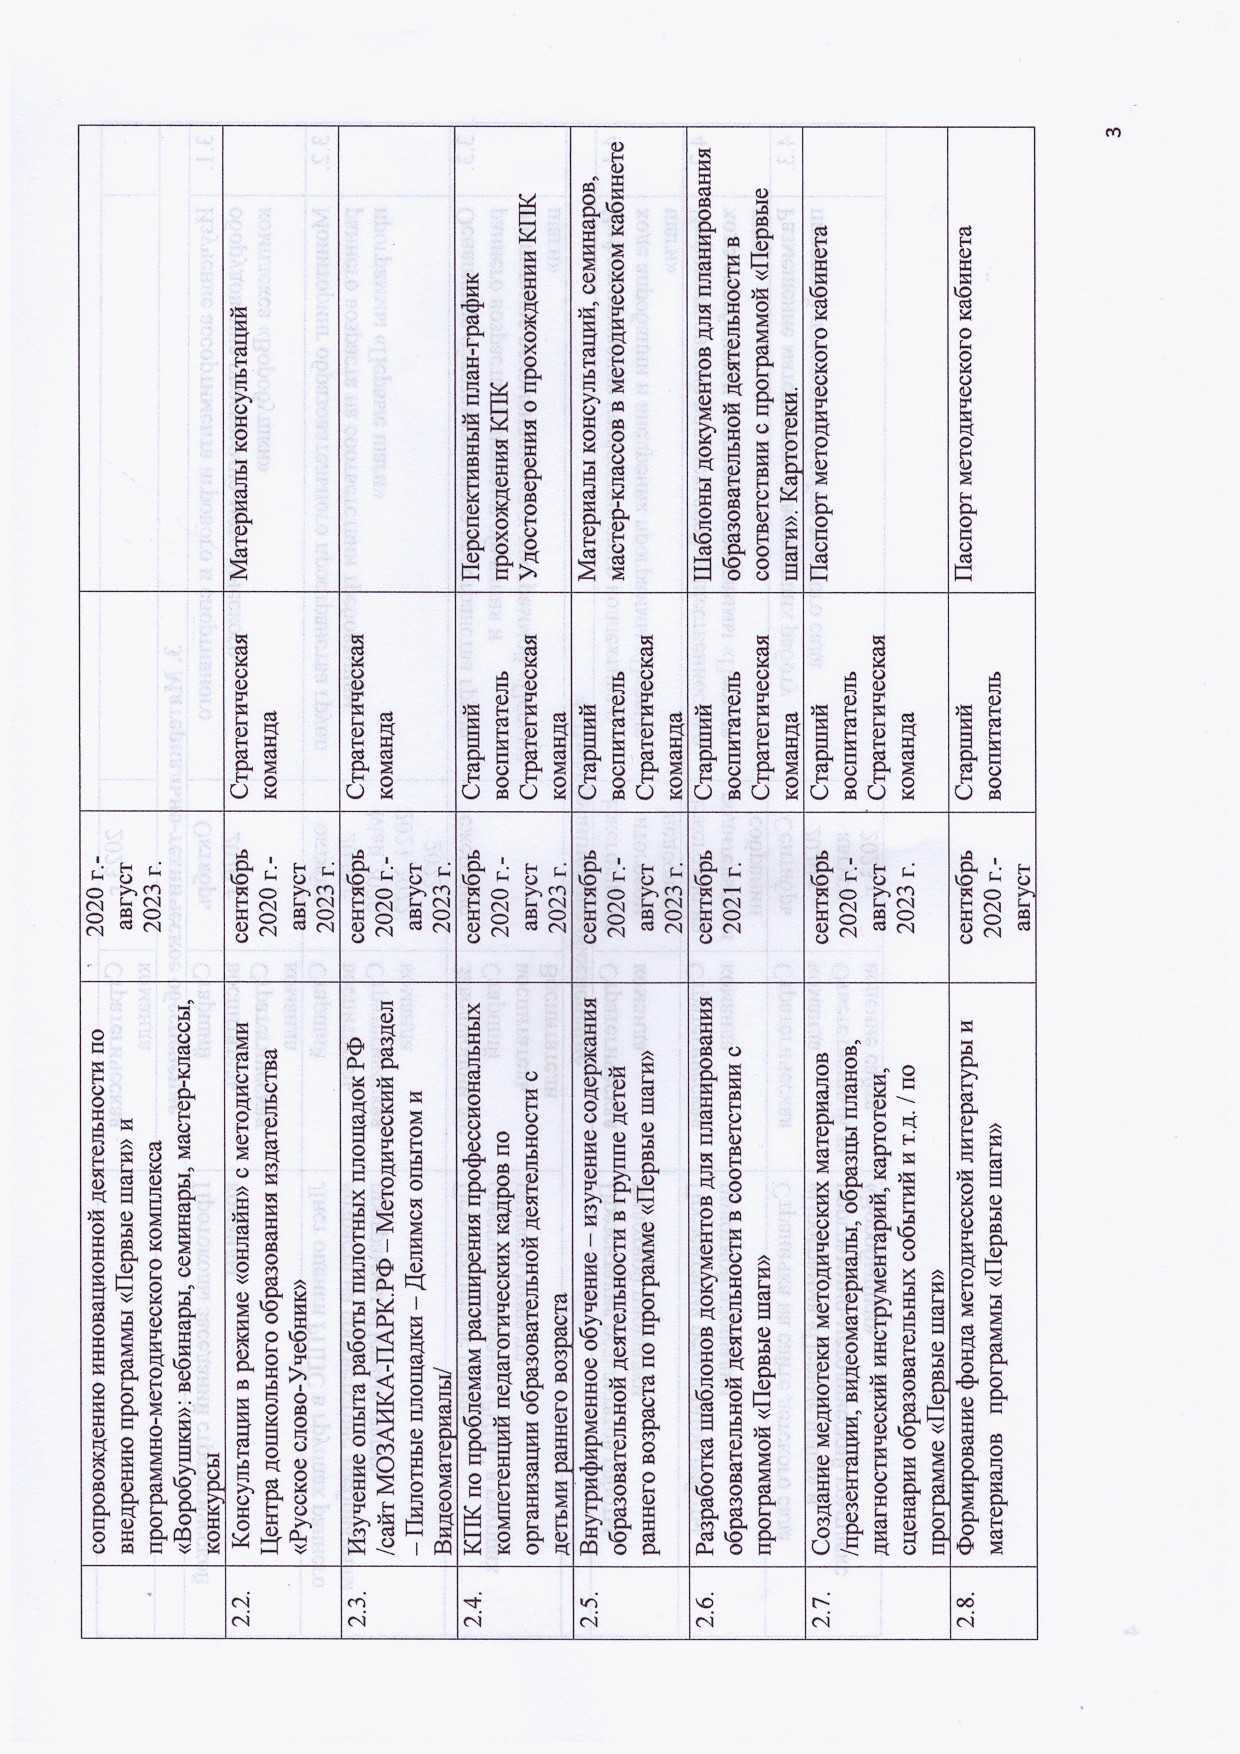 сопровождению инновационной деятельности по
внедрению программы «Первые шаги» и
программно-методического комплекса
«Воробушки»: вебинары, семинары, мастер-классы,
конкурсы
2020 г.-
август
2023 г.
2.2.
Консультации в режиме «онлайн» с методистами
Центра дошкольного образования издательства
«Русское слово-Учебник»
сентябрь
2020 г.-
август
2023 г.
Стратегическая
команда
Материалы консультаций
2.3.
Изучение опыта работы пилотных площадок РФ
/сайт МОЗАИКА-ПАРК.РФ – Методический раздел
– Пилотные площадки – Делимся опытом и
Видеоматериалы/
сентябрь
2020 г.-
август
2023 г.
Стратегическая
команда
2.4.
КПК по проблемам расширения профессиональных
компетенций педагогических кадров по
организации образовательной деятельности с
детьми раннего возраста
сентябрь
2020 г.-
август
2023 г.
Старший
воспитатель
Стратегическая
команда
Перспективный план-график
прохождения КПК
Удостоверения о прохождении КПК
2.5.
Внутрифирменное обучение – изучение содержания
образовательной деятельности в группе детей
раннего возраста по программе «Первые шаги»
сентябрь
2020 г.-
август
2023 г.
Старший
воспитатель
Стратегическая
команда
Материалы консультаций, семинаров,
мастер-классов в методическом кабинете
2.6.
Разработка шаблонов документов для планирования
образовательной деятельности в соответствии с
программой «Первые шаги»
сентябрь
2021 г.
Старший
воспитатель
Стратегическая
команда
Шаблоны документов для планирования
образовательной деятельности в
соответствии с программой «Первые
шаги». Картотеки.
2.7.
Создание медиотеки методических материалов
/презентации, видеоматериалы, образцы планов,
диагностический инструментарий, картотеки,
сценарии образовательных событий и т.д. / по
программе «Первые шаги»
сентябрь
2020 г.-
август
2023 г.
Старший
воспитатель
Стратегическая
команда
Паспорт методического кабинета
2.8.
Формирование фонда методической литературы и
материалов программы «Первые шаги»
сентябрь
2020 г.-
август
Старший
воспитатель
Паспорт методического кабинета
3